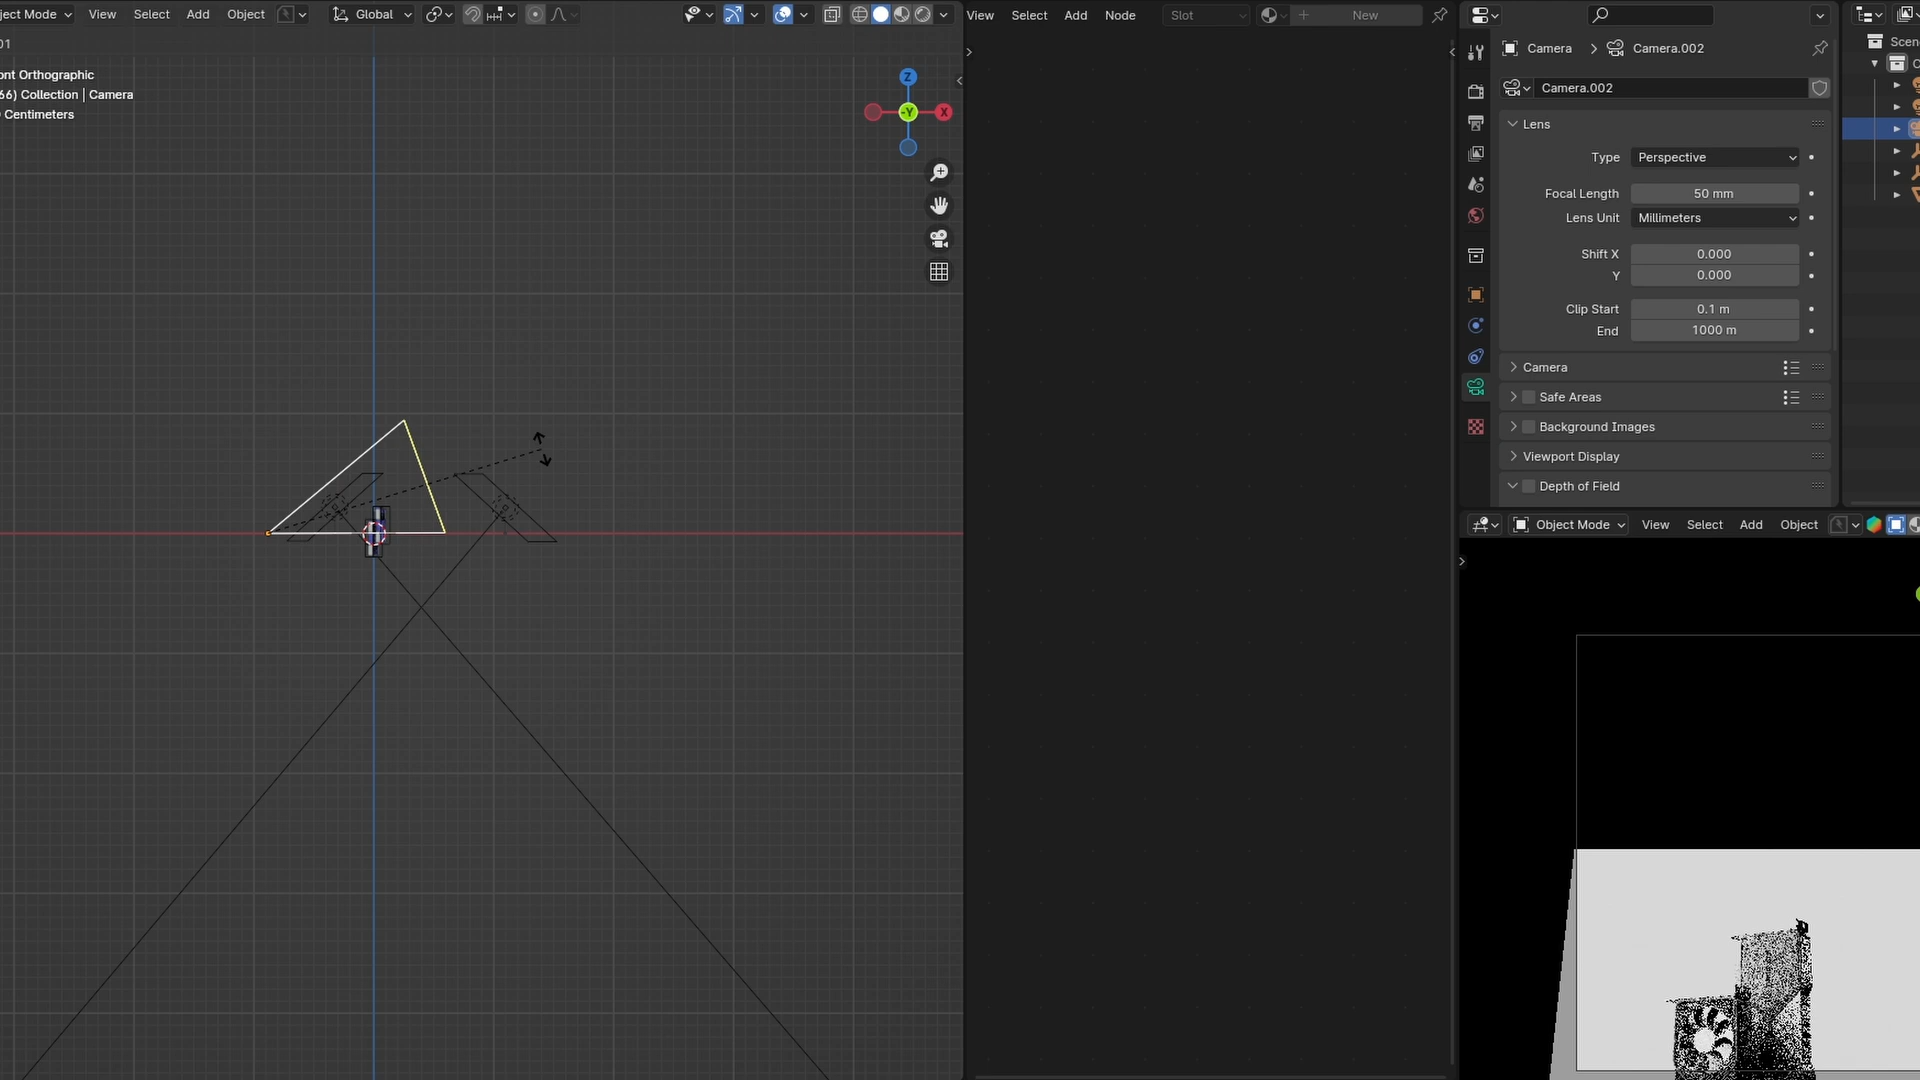 ject Mode View Select Add Object Global
01
ont Orthographic
66) Collection | Camera
Centimeters
Z
-Y
X
View Select Add Node Slot New
Camera Camera.002
Camera.002
Lens
Type Perspective
Focal Length 50 mm
Lens Unit Millimeters
Shift X 0.000
Y 0.000
Clip Start 0.1 m
End 1000 m
Camera
Safe Areas
Background Images
Viewport Display
Depth of Field
Scen
C
Object Mode View Select Add Object